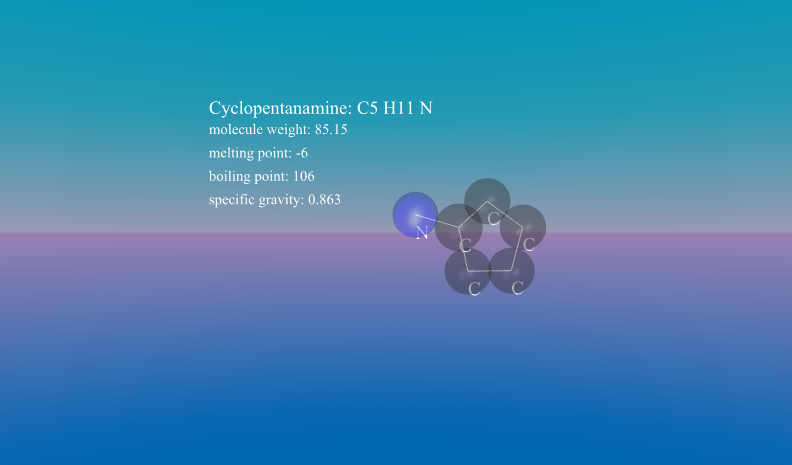 Cyclopentanamine: C5 H11 N
molecule weight: 85.15
melting point: -6
boiling point: 106
specific gravity: 0.863
C
N
C
C
C
C